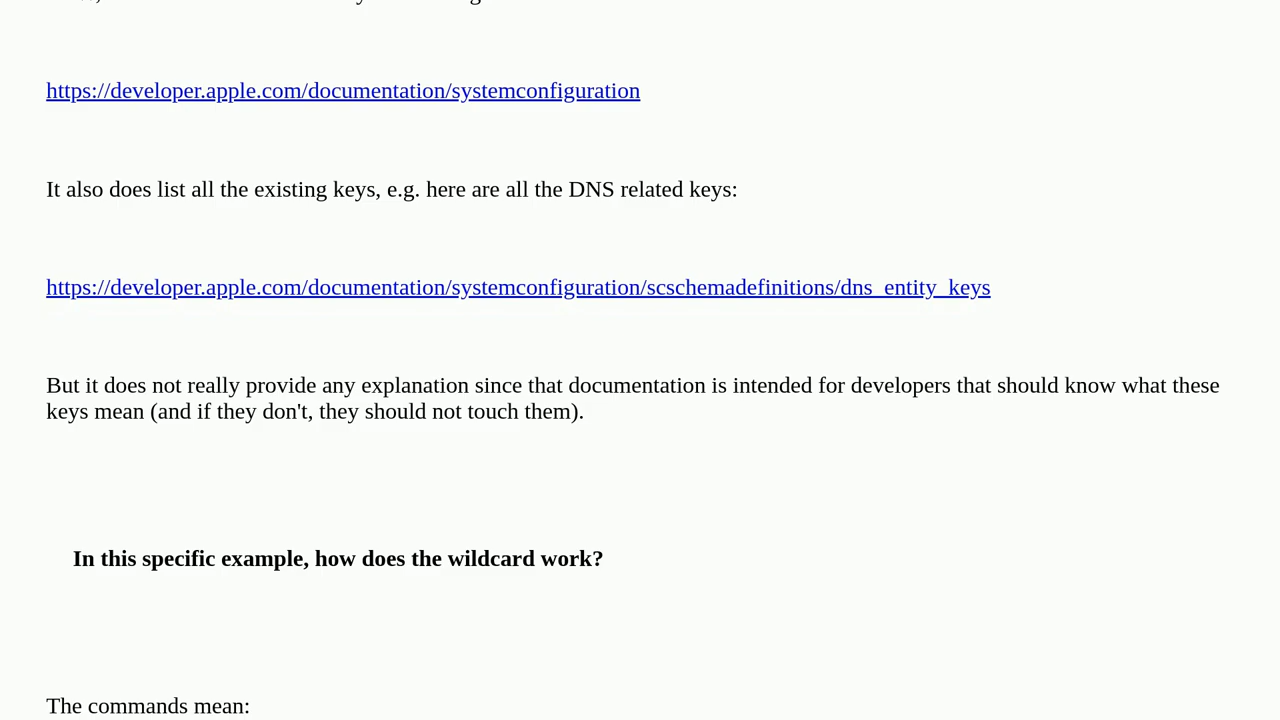 https://developer.apple.com/documentation/systemconfiguration
It also does list all the existing keys, e.g. here are all the DNS related keys:
https://developer.apple.com/documentation/systemconfiguration/scschemadefinitions/dns_entity_keys
But it does not really provide any explanation since that documentation is intended for developers that should know what these
keys mean (and if they don't, they should not touch them).
In this specific example, how does the wildcard work?
The commands mean: